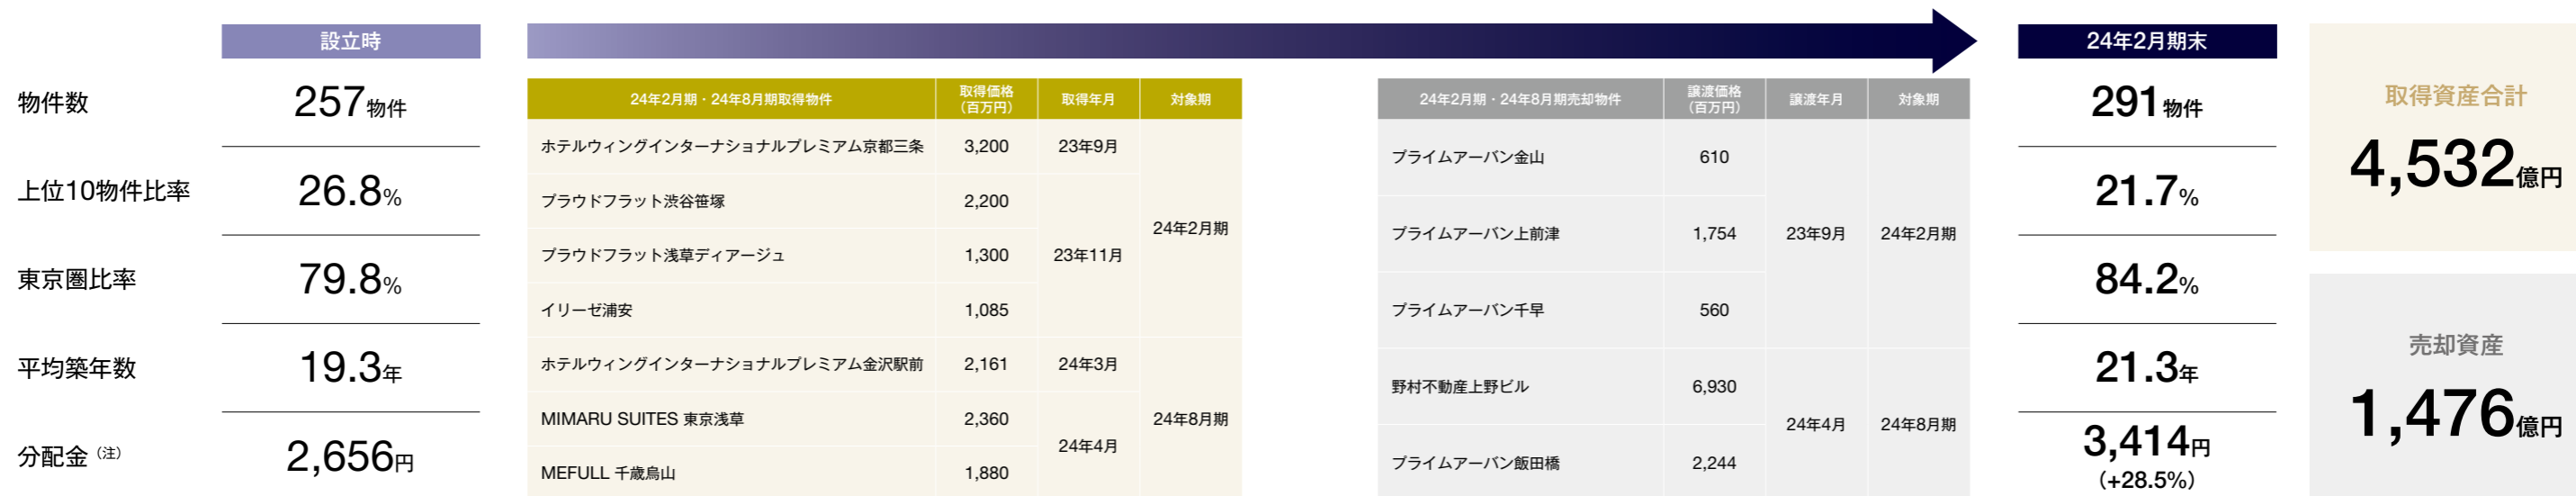 設立時
24年2月期末
物件数
257物件
上位10物件比率
26.8%
東京圏比率
79.8%
平均築年数
19.3年
分配金（注）
2,656円
24年2月期・24年8月期取得物件 取得価格（百万円） 取得年月 対象期
ホテルウィングインターナショナルプレミアム京都三条 3,200 23年9月
プラウドフラット渋谷笹塚 2,200
24年2月期
プラウドフラット浅草ディアージュ 1,300 23年11月
イリーゼ浦安 1,085
ホテルウィングインターナショナルプレミアム金沢駅前 2,161 24年3月
MIMARU SUITES 東京浅草 2,360 24年8月期
24年4月
MEFULL 千歳烏山 1,880
24年2月期・24年8月期売却物件 譲渡価格（百万円） 譲渡年月 対象期
プライムアーバン金山 610
プライムアーバン上前津 1,754 23年9月 24年2月期
プライムアーバン千早 560
野村不動産上野ビル 6,930
24年4月 24年8月期
プライムアーバン飯田橋 2,244
291物件
21.7%
84.2%
21.3年
3,414円
（+28.5%）
取得資産合計
4,532億円
売却資産
1,476億円